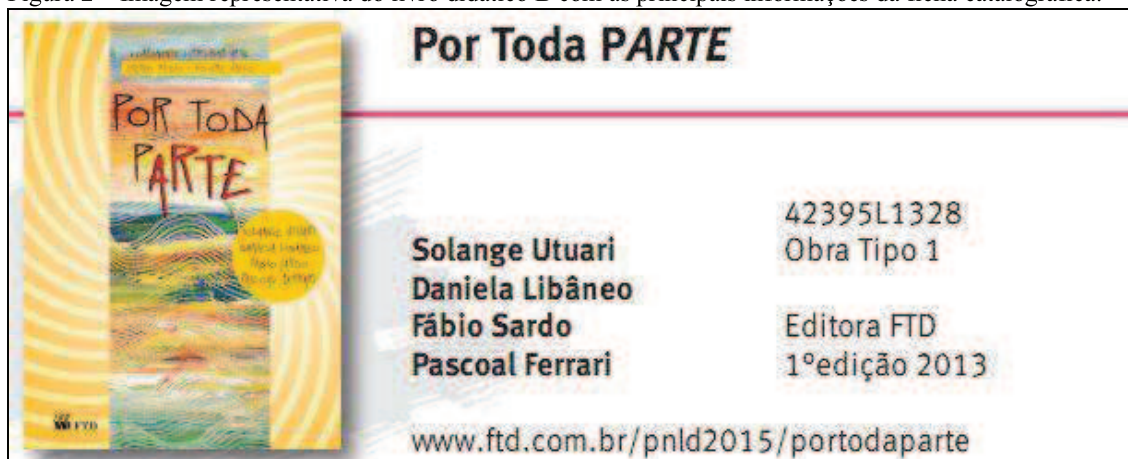 Por Toda PARTE
POR TODA
PARTE
FTD
42395L1328
Solange Utuari
Obra Tipo 1
Daniela Libâneo
Fábio Sardo
Editora FTD
Pascoal Ferrari
1ºedição 2013
www.ftd.com.br/pnld2015/portodaparte